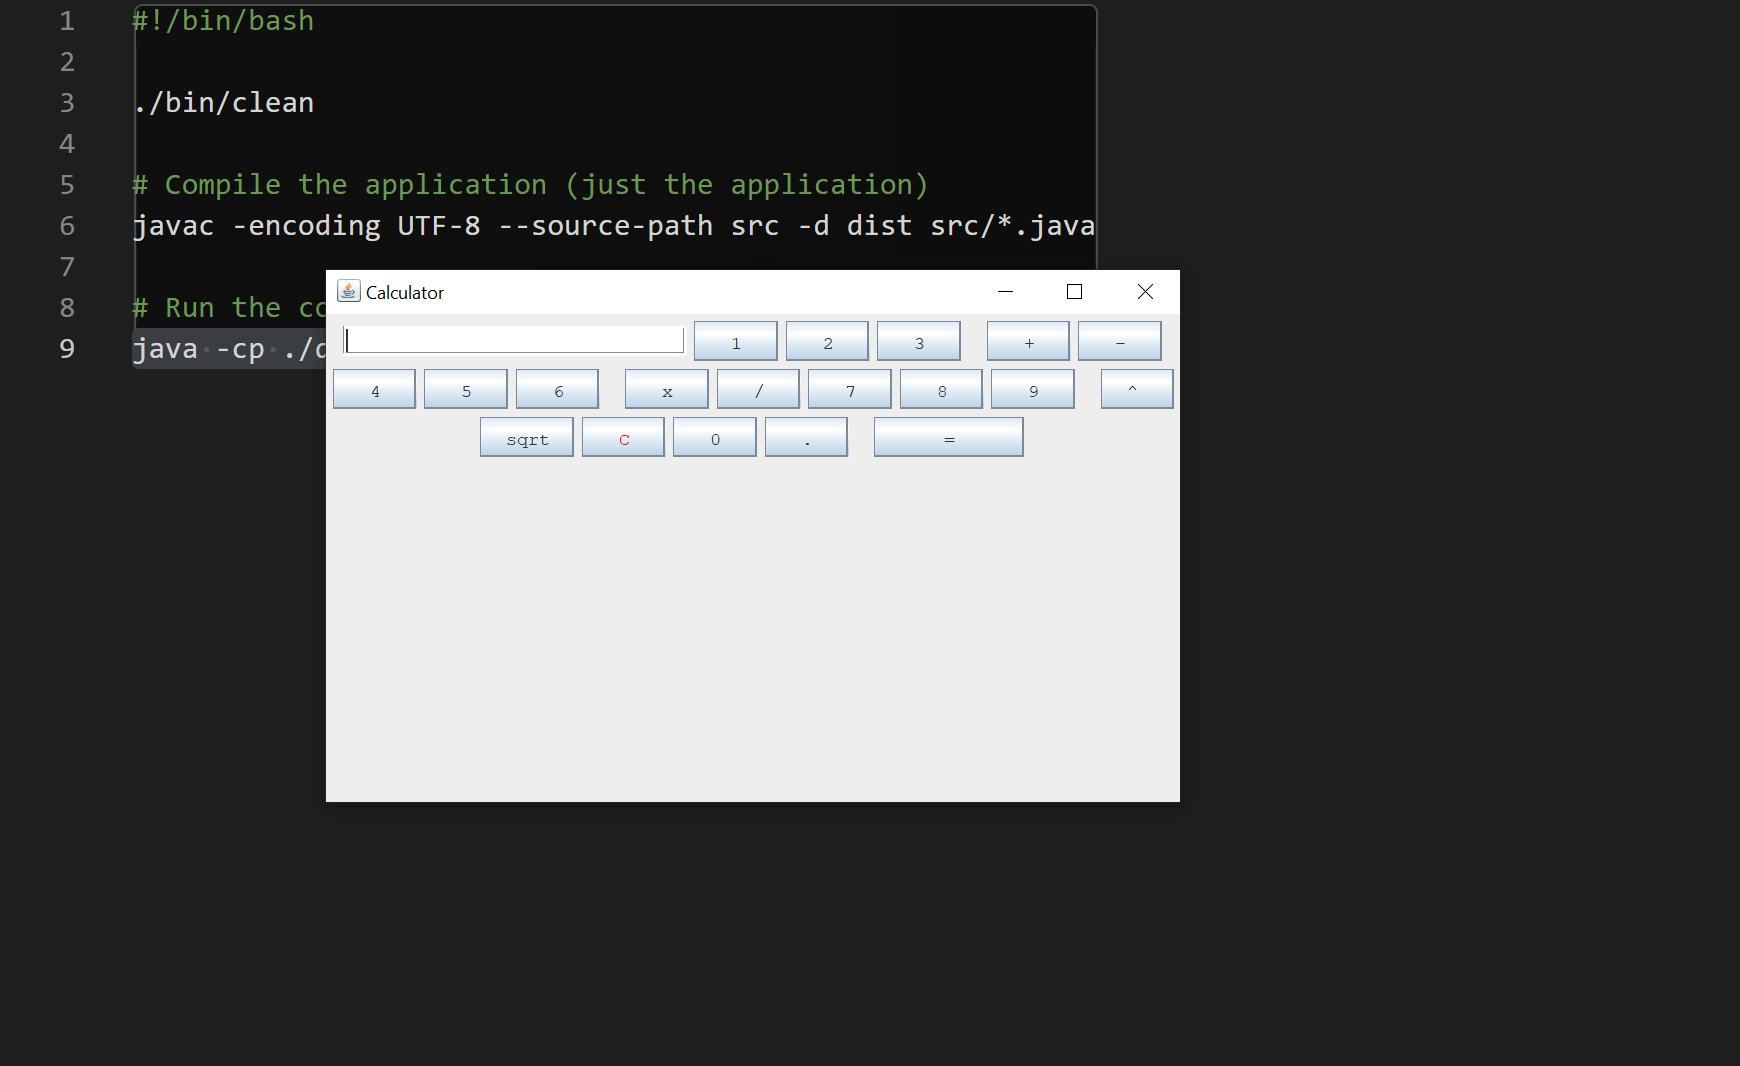 1 #!/bin/bash
2
3 ./bin/clean
4
5 # Compile the application (just the application)
6 javac -encoding UTF-8 --source-path src -d dist src/*.java
7
8 # Run the
9 java -cp ./
Calculator
1 2 3 + -
4 5 6 x / 7 8 9 ^
sqrt C 0 . =